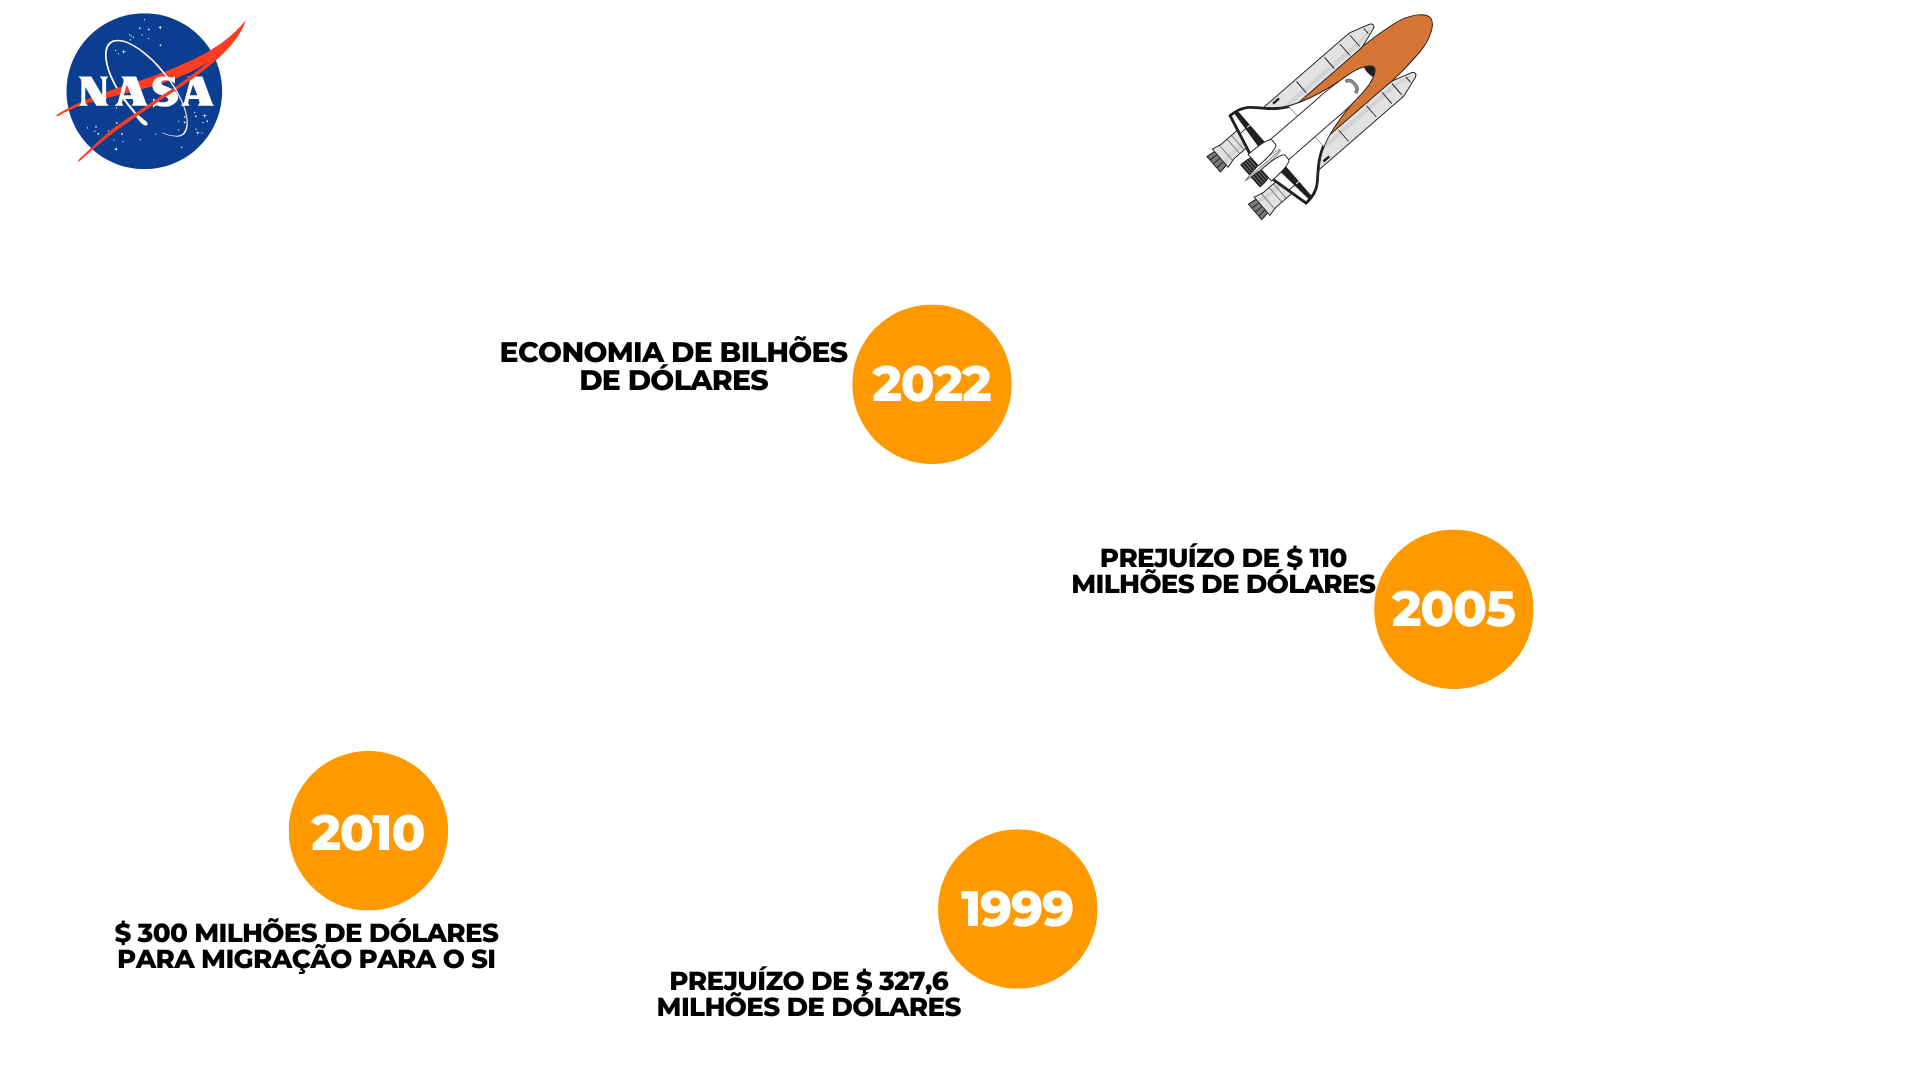 NASA
ECONOMIA DE BILHÕES
DE DÓLARES
2022
PREJUÍZO DE $ 110
MILHÕES DE DÓLARES
2005
2010
$ 300 MILHÕES DE DÓLARES
PARA MIGRAÇÃO PARA O SI
1999
PREJUÍZO DE $ 327,6
MILHÕES DE DÓLARES